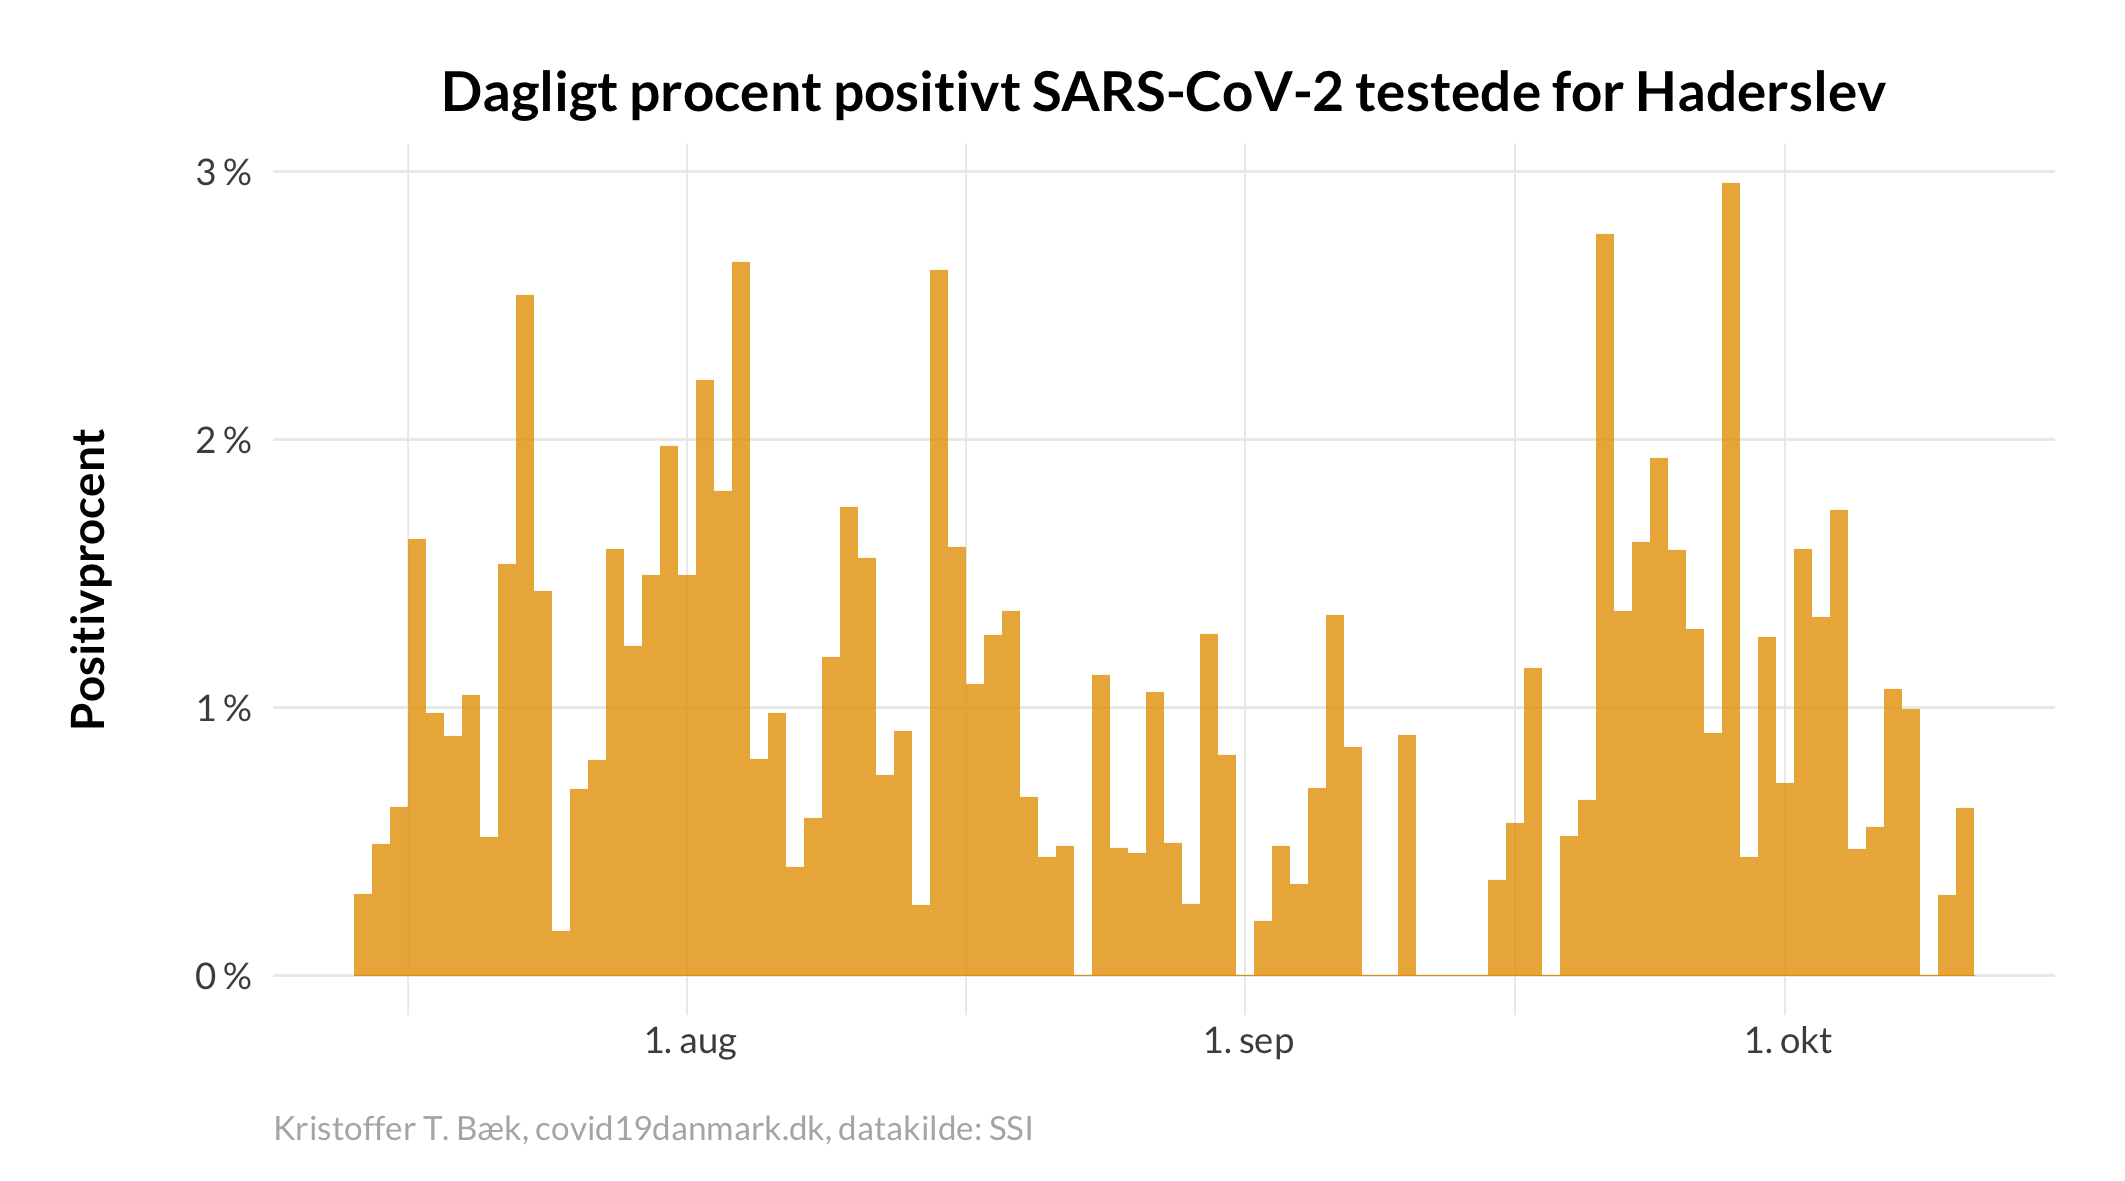 Dagligt procent positivt SARS-CoV-2 testede for Haderslev
Positivprocent
3 %
2 %
1 %
0 %
1. aug
1. sep
1. okt
Kristoffer T. Bæk, covid19danmark.dk, datakilde: SSI